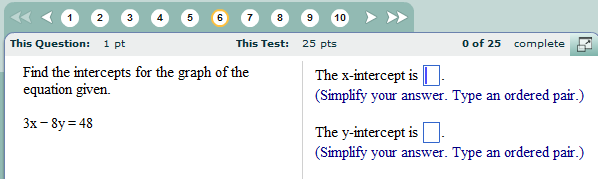 << < 1 2 3 4 5 6 7 8 9 10 > >>
This Question: 1 pt This Test: 25 pts 0 of 25 complete
Find the intercepts for the graph of the
equation given.
3x - 8y = 48
The x-intercept is .
(Simplify your answer. Type an ordered pair.)
The y-intercept is .
(Simplify your answer. Type an ordered pair.)